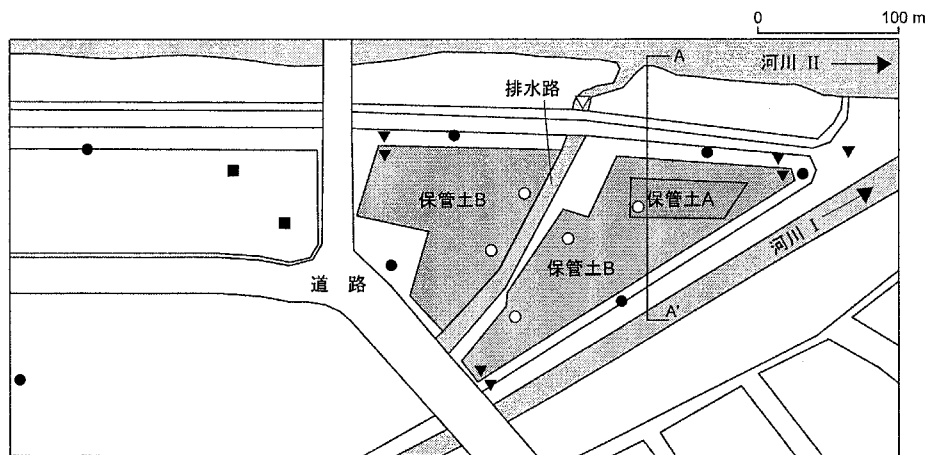 0 100 m
A
河川 II
排水路
保管土B
保管土A
河川 I
保管土B
道 路
A'